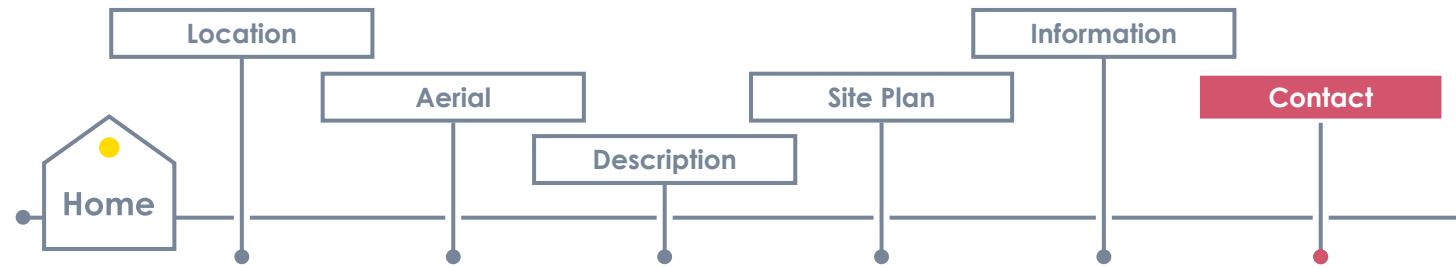 Home
Location
Aerial
Description
Site Plan
Information
Contact